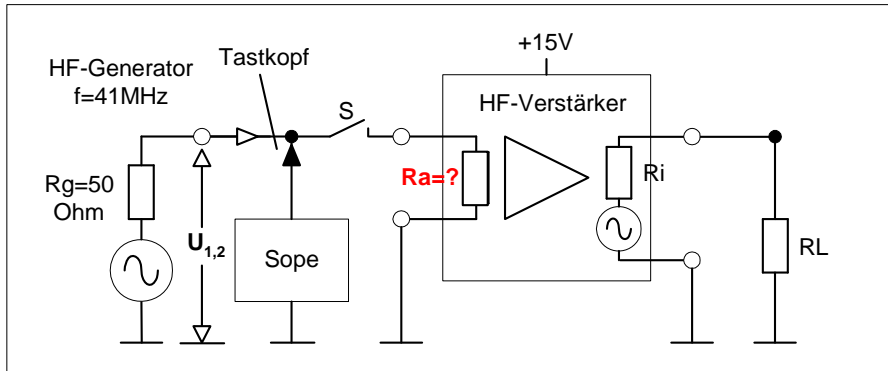 +15V
Tastkopf
HF-Generator
f=41MHz
HF-Verstärker
S
Rg=50
Ohm
Ra=?
Ri
U1,2
Sope
RL